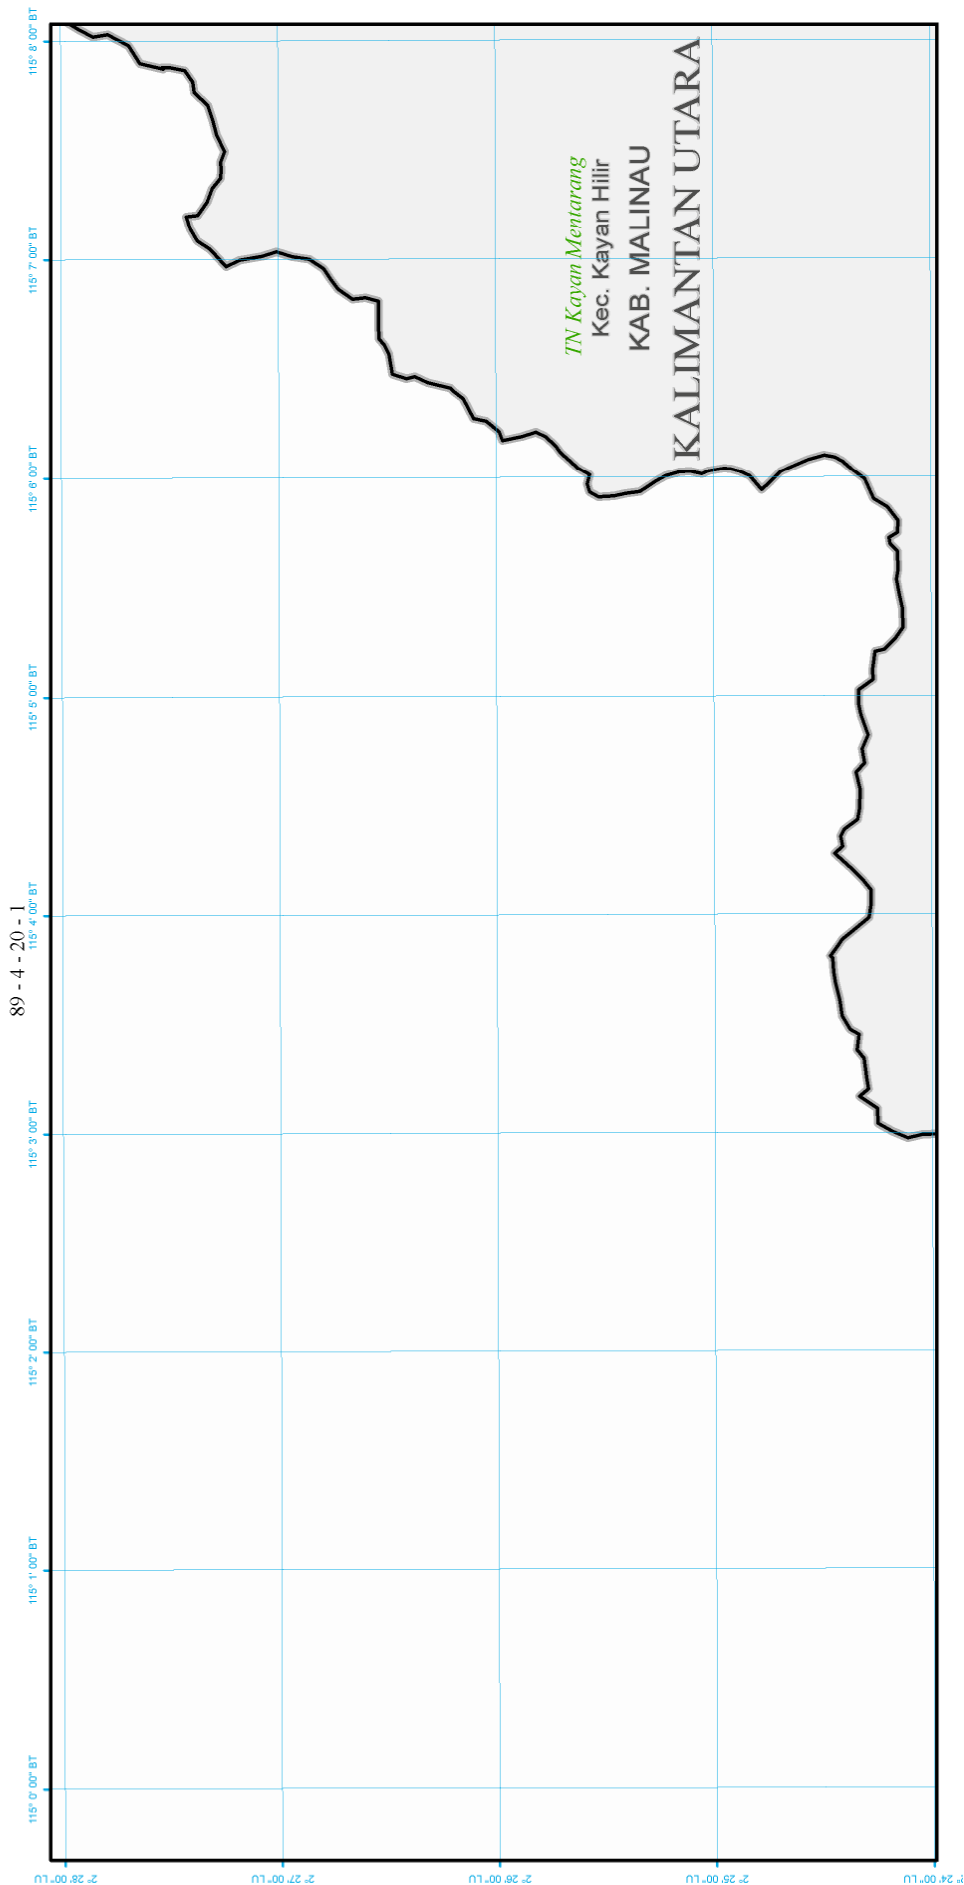 89 - 4 - 20 - 1
115° 0' 00" BT
115° 1' 00" BT
115° 2' 00" BT
115° 3' 00" BT
115° 4' 00" BT
115° 5' 00" BT
115° 6' 00" BT
115° 7' 00" BT
115° 8' 00" BT
TN Kayan Mentarang
Kec. Kayan Hilir
KAB. MALINAU
KALIMANTAN UTARA
2° 28' 00" LU
2° 27' 00" LU
2° 26' 00" LU
2° 25' 00" LU
2° 24' 00" LU